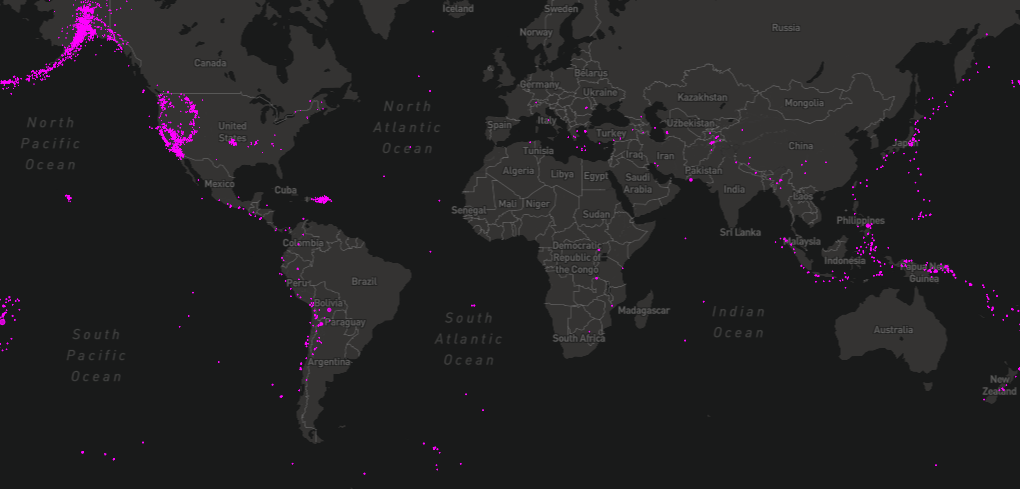 Iceland
Sweden
Norway
Russia
Canada
Belarus
Germany
Ukraine
Kazakhstan
Mongolia
North
Pacific
Ocean
North
Atlantic
Ocean
United
States
Spain
Italy
Turkey
Uzbekistan
Japan
China
Tunisia
Iraq
Iran
Algeria
Libya
Egypt
Saudi
Arabia
Pakistan
India
Mexico
Cuba
Mali
Niger
Laos
Senegal
Sudan
Philippines
Sri Lanka
Malaysia
Colombia
Democratic
Republic of
the Congo
Indonesia
Papua New
Guinea
Peru
Brazil
Bolivia
Paraguay
Madagascar
Indian
Ocean
South
Pacific
Ocean
South
Atlantic
Ocean
South Africa
Australia
Argentina
New
Zealand